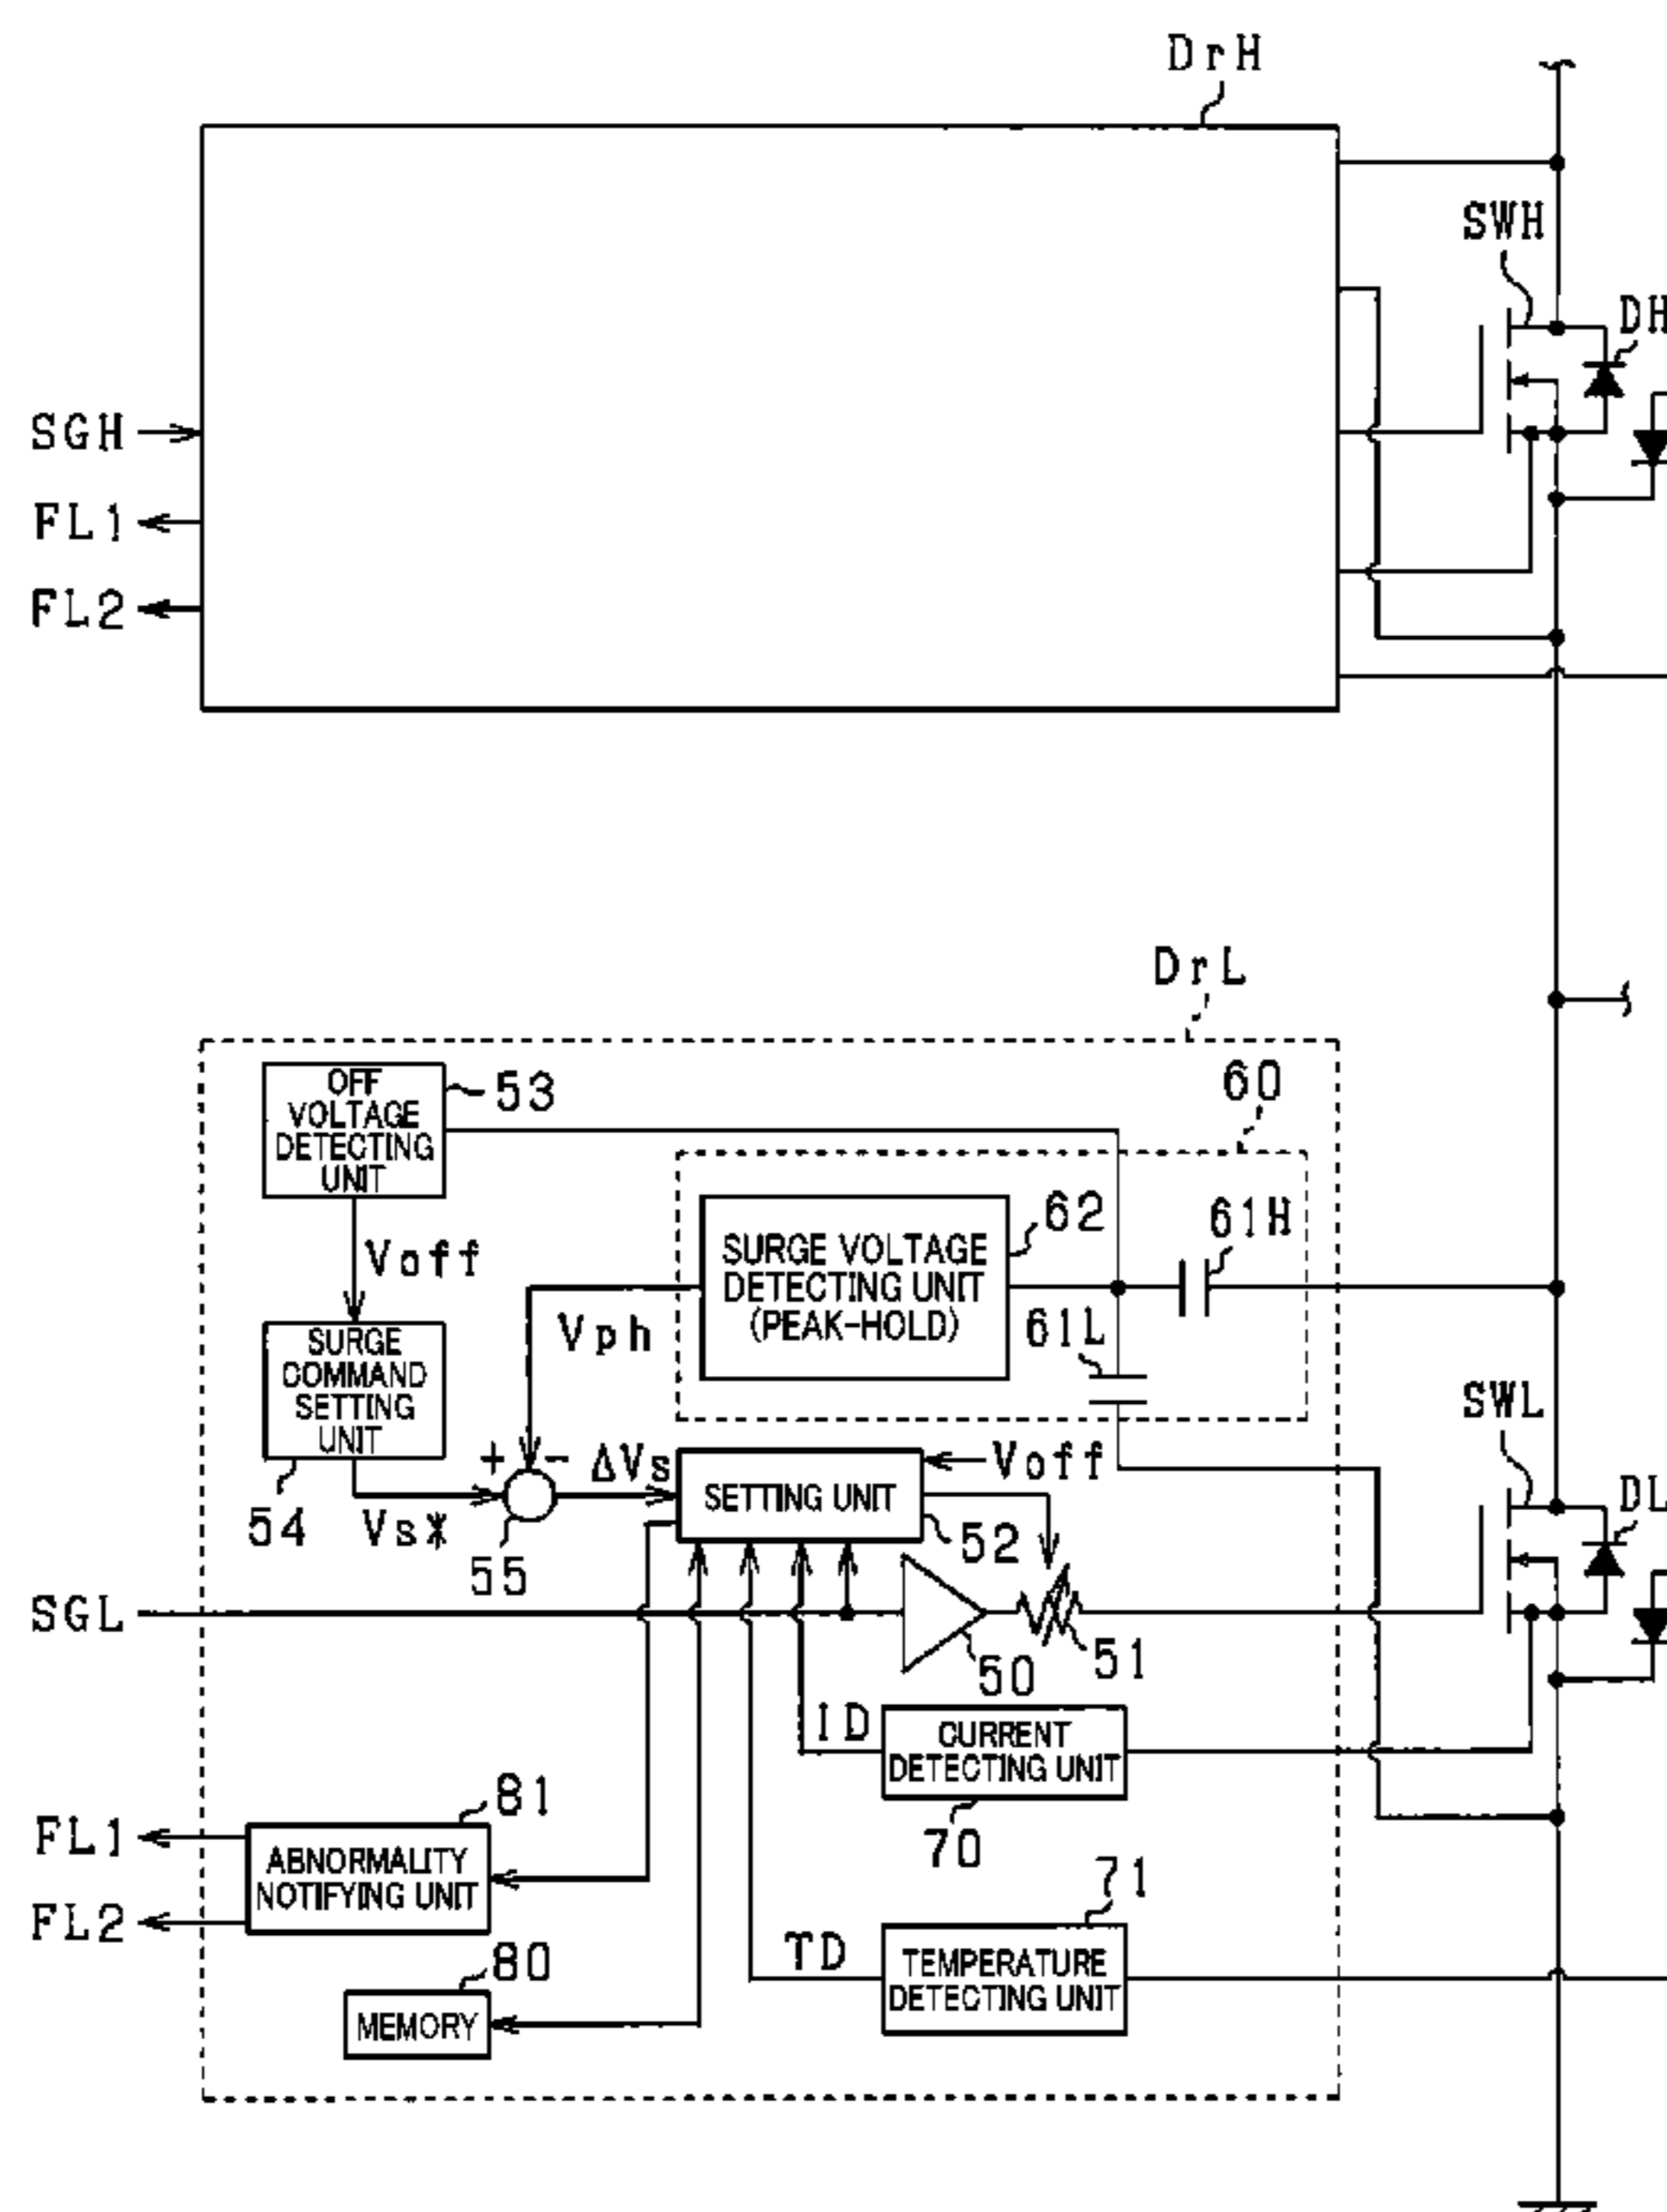 DrH
SWH
DH
SGH
FL1
FL2
DrL
60
OFF
VOLTAGE
DETECTING
UNIT
53
62
61H
SURGE VOLTAGE
DETECTING UNIT
(PEAK-HOLD)
Voff
Vph
61L
SURGE
COMMAND
SETTING
UNIT
SWL
+
-
ΔVs
Voff
SETTING UNIT
DL
54
Vs*
55
52
SGL
50
51
ID
CURRENT
DETECTING UNIT
81
70
FL1
ABNORMALITY
NOTIFYING UNIT
FL2
71
TD
TEMPERATURE
DETECTING UNIT
80
MEMORY